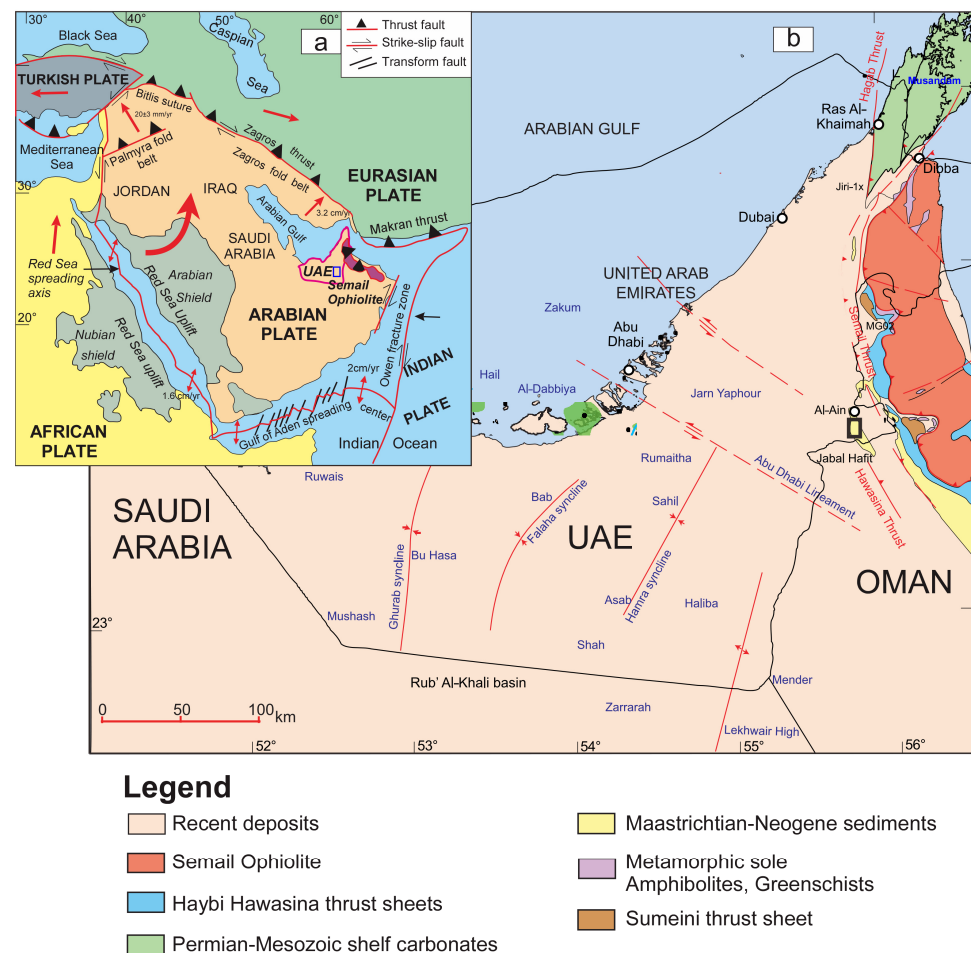 30°
40°
50°
60°
a
Thrust fault
Strike-slip fault
Transform fault
b
Black Sea
Caspian
Sea
TURKISH PLATE
Bitlis suture
20±3 mm/yr
Mediterranean
Sea
Palmyra fold
belt
Zagros thrust
Zagros fold belt
EURASIAN
PLATE
30°
JORDAN
IRAQ
3.2 cm/yr
Makran thrust
Arabian Gulf
SAUDI
ARABIA
UAE
Semail
Ophiolite
Red Sea
spreading
axis
Arabian
Shield
Red Sea Uplift
ARABIAN
PLATE
20°
Nubian
shield
Red Sea uplift
1.6 cm/yr
2cm/yr
Owen fracture zone
INDIAN
PLATE
Gulf of Aden spreading
center
AFRICAN
PLATE
Indian Ocean
Hagab Thrust
Musandam
Ras Al-
Khaimah
ARABIAN GULF
Dibba
Jiri-1x
Dubai
UNITED ARAB
EMIRATES
Zakum
MG02
Semail Thrust
Abu
Dhabi
Hail
Al-Dabbiya
Jarn Yaphour
Al-Ain
Jabal Hafit
Rumaitha
Abu Dhabi Lineament
Hawasina Thrust
Ruwais
SAUDI
ARABIA
Bab
Falaha syncline
Sahil
UAE
Bu Hasa
Ghurab syncline
OMAN
Asab
Hamra syncline
Haliba
Mushash
23°
Shah
Rub' Al-Khali basin
Mender
Zarrarah
Lekhwair High
0
50
100
km
52°
53°
54°
55°
56°
Legend
Recent deposits
Semail Ophiolite
Haybi Hawasina thrust sheets
Permian-Mesozoic shelf carbonates
Maastrichtian-Neogene sediments
Metamorphic sole
Amphibolites, Greenschists
Sumeini thrust sheet